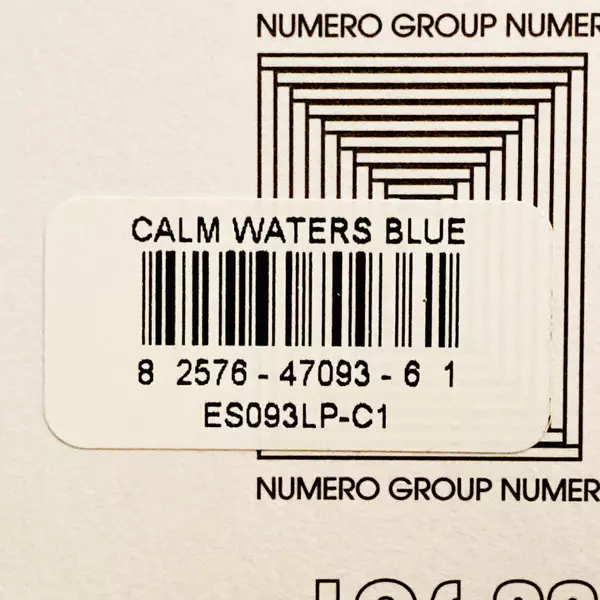 NUMERO GROUP NUMER
CALM WATERS BLUE
8 2576 - 47093 - 6 1
ES093LP-C1
NUMERO GROUP NUMER